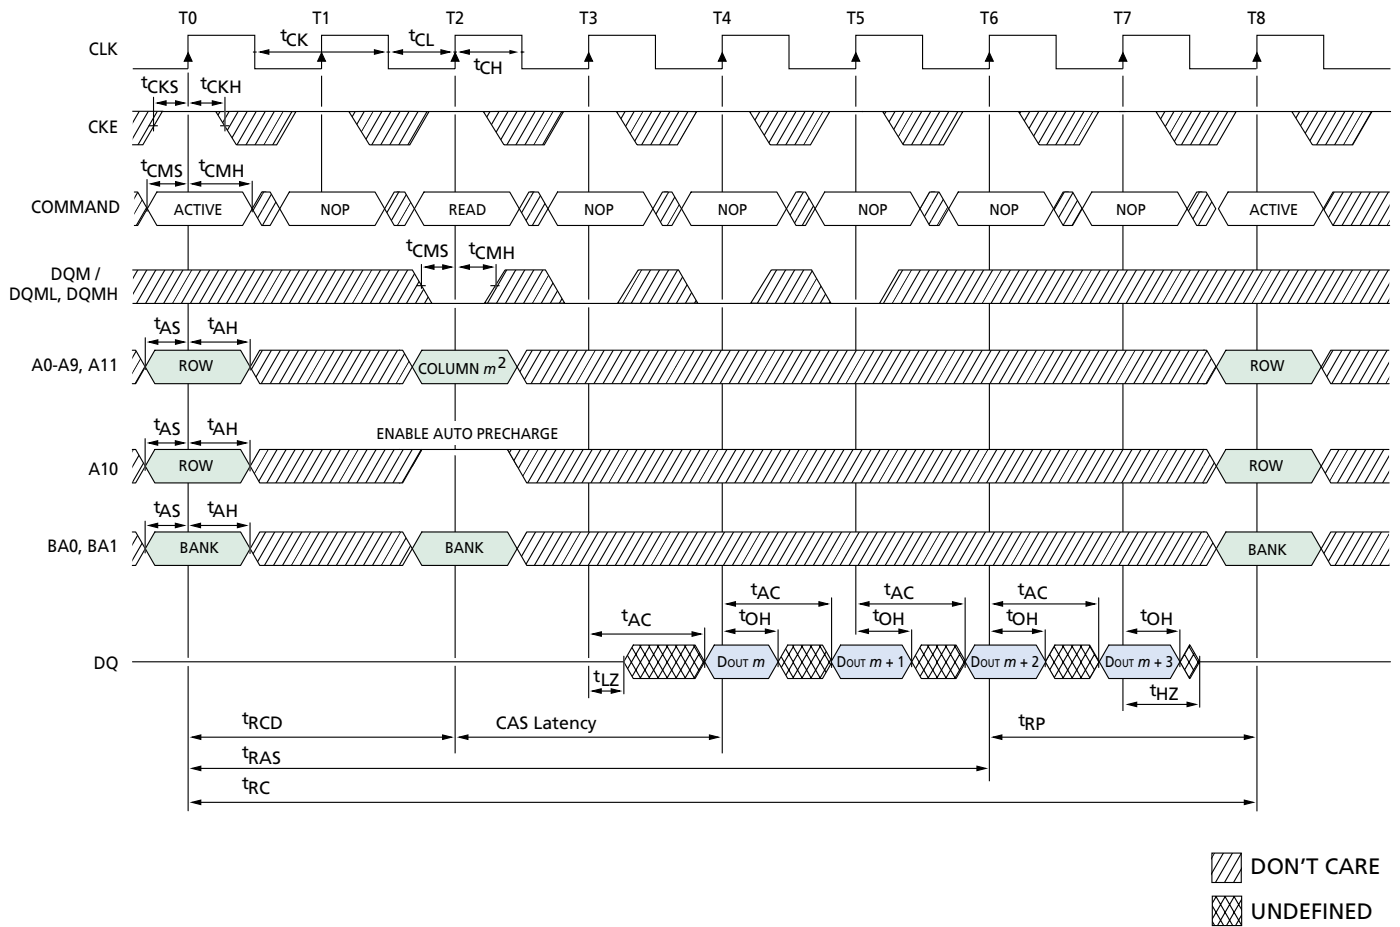 T0 T1 T2 T3 T4 T5 T6 T7 T8
CLK
tCK tCL tCH
tCKS tCKH
CKE
tCMS tCMH
COMMAND ACTIVE NOP READ NOP NOP NOP NOP NOP ACTIVE
tCMS tCMH
DQM /
DQML, DQMH
tAS tAH
A0-A9, A11 ROW COLUMN m2 ROW
ENABLE AUTO PRECHARGE
tAS tAH
A10 ROW ROW
tAS tAH
BA0, BA1 BANK BANK BANK
tAC tAC tAC
tAC tOH tOH tOH tOH
DQ DOUT m DOUT m + 1 DOUT m + 2 DOUT m + 3
tLZ tHZ
tRCD CAS Latency tRP
tRAS
tRC
DON'T CARE
UNDEFINED